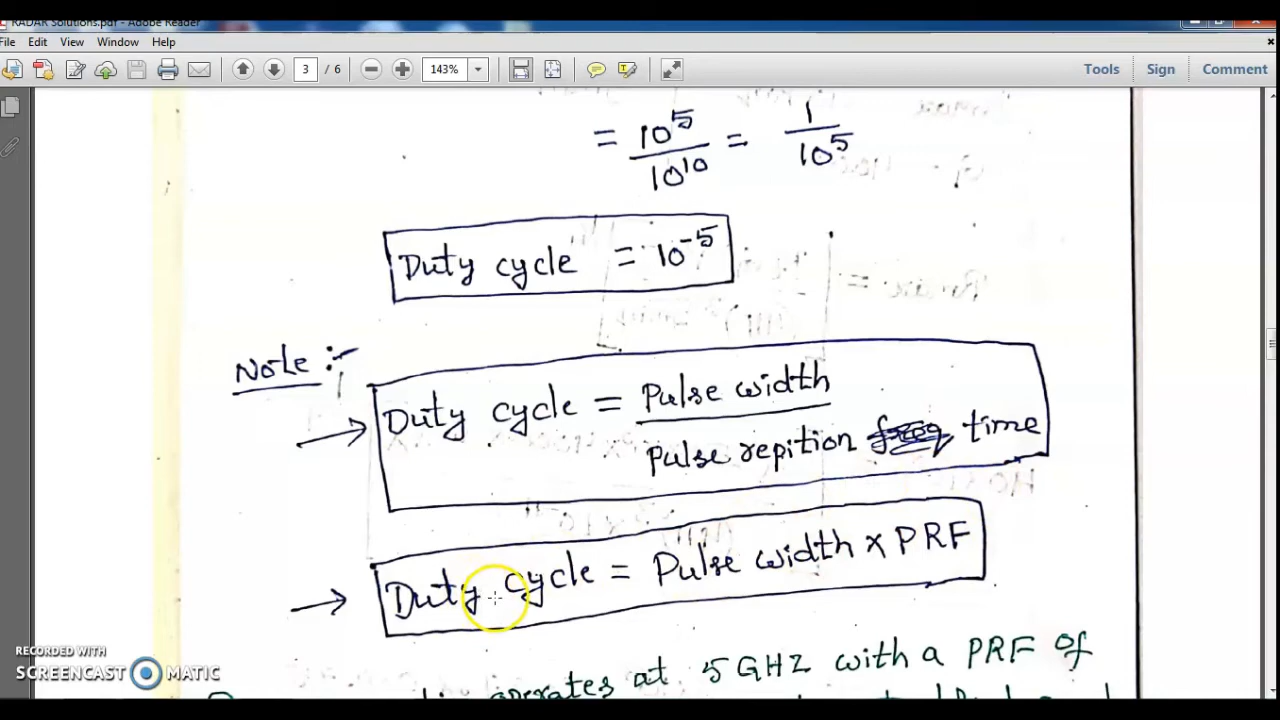 RADAR Solutions.pdf - Adobe Reader
File Edit View Window Help
3 / 6 143% Tools Sign Comment
= 10^5/10^10 = 1/10^5
Duty cycle = 10^-5
Note :-
→ Duty cycle = Pulse width
Pulse repition time
→ Duty cycle = Pulse width x PRF
operates at 5 GHZ with a PRF of
RECORDED WITH
SCREENCAST MATIC